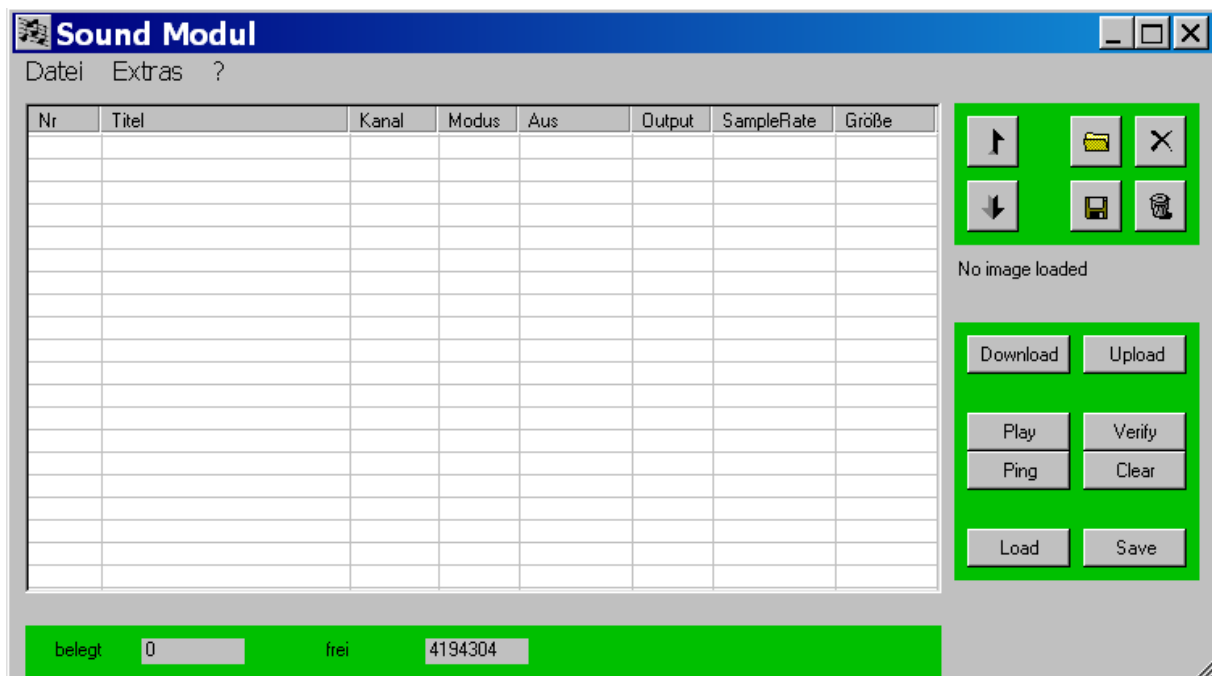 Sound Modul
Datei Extras ?
Nr Titel Kanal Modus Aus Output SampleRate Größe
No image loaded
Download Upload
Play Verify
Ping Clear
Load Save
belegt 0 frei 4194304